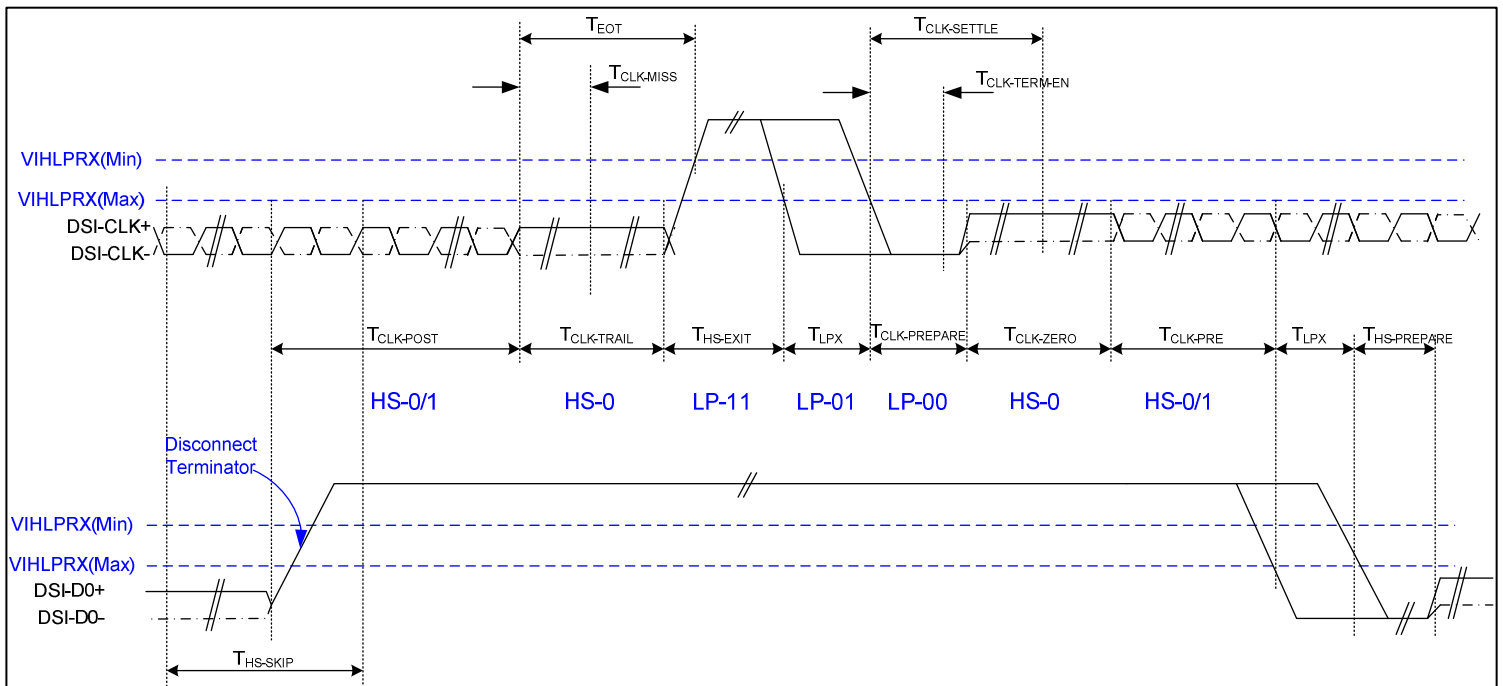 TEOT
TCLK-SETTLE
TCLK-MISS
TCLK-TERM-EN
VIHLPRX(Min)
VIHLPRX(Max)
DSI-CLK+
DSI-CLK-
TCLK-POST
TCLK-TRAIL
THS-EXIT
TLPX
TCLK-PREPARE
TCLK-ZERO
TCLK-PRE
TLPX
THS-PREPARE
HS-0/1
HS-0
LP-11
LP-01
LP-00
HS-0
HS-0/1
Disconnect
Terminator
VIHLPRX(Min)
VIHLPRX(Max)
DSI-D0+
DSI-D0-
THS-SKIP